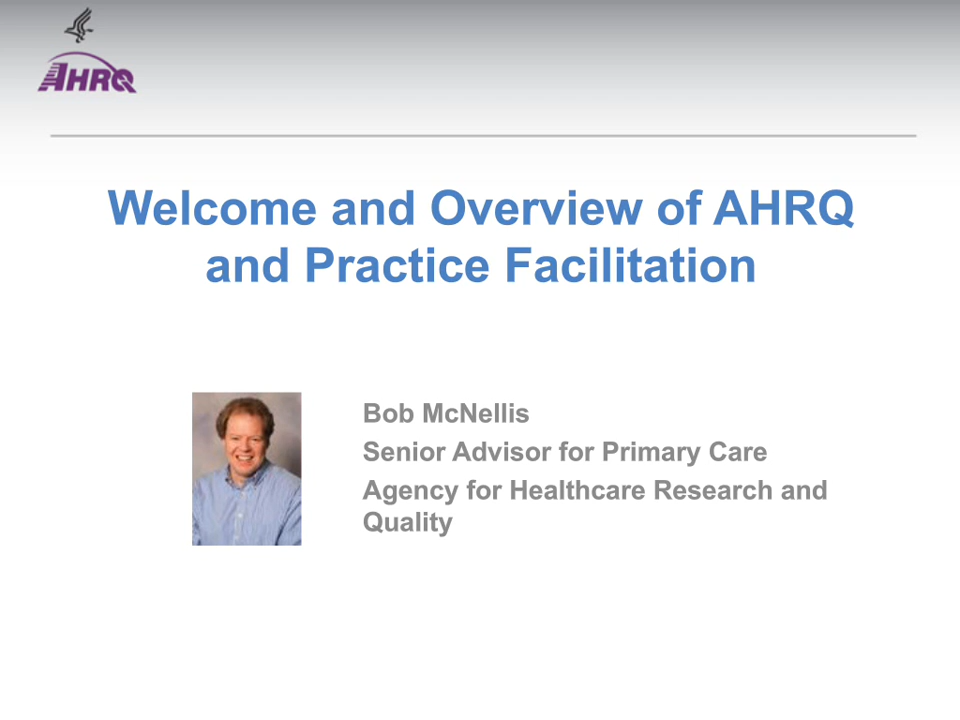 AHRQ
Welcome and Overview of AHRQ
and Practice Facilitation
Bob McNellis
Senior Advisor for Primary Care
Agency for Healthcare Research and
Quality